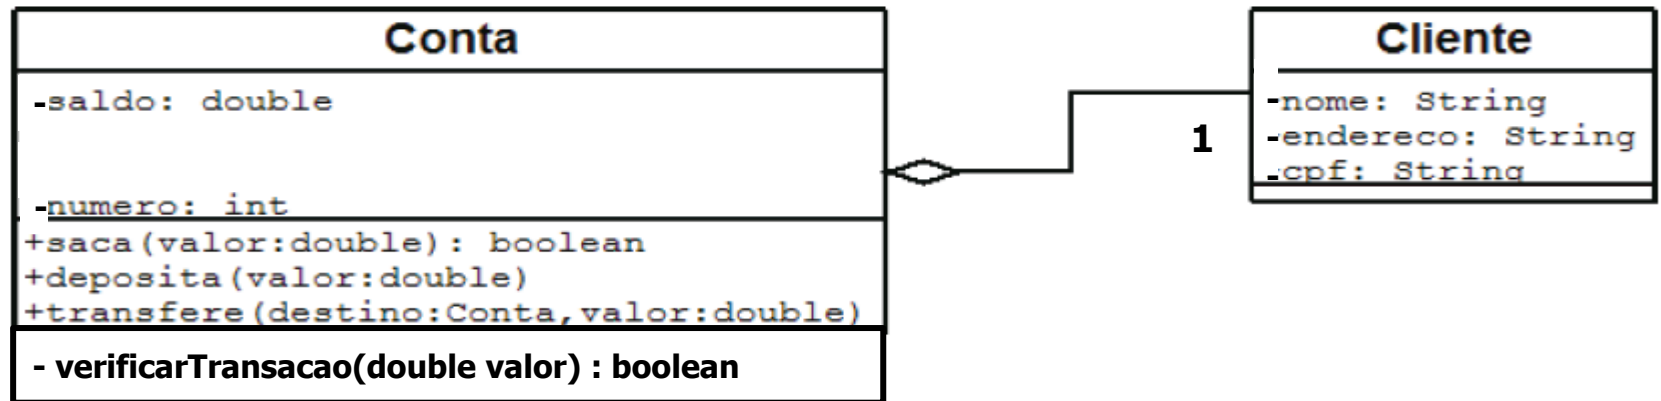 Conta
-saldo: double
-numero: int
+saca(valor:double): boolean
+deposita(valor:double)
+transfere(destino:Conta,valor:double)
- verificarTransacao(double valor) : boolean
1
Cliente
-nome: String
-endereco: String
-cpf: String